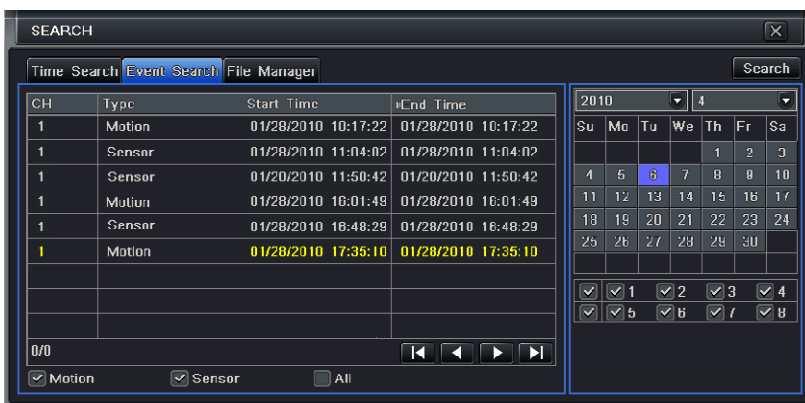 SEARCH
Time Search Event Search File Manager Search
CH Type Start Time End Time
1 Motion 01/28/2010 10:17:22 01/28/2010 10:17:22
1 Sensor 01/28/2010 11:04:02 01/28/2010 11:04:02
1 Sensor 01/20/2010 11:50:42 01/20/2010 11:50:42
1 Motion 01/28/2010 16:01:49 01/28/2010 16:01:49
1 Sensor 01/28/2010 16:48:29 01/28/2010 16:48:29
1 Motion 01/28/2010 17:35:10 01/28/2010 17:35:10
0/0
Motion Sensor All
2010 4
Su Mo Tu We Th Fr Sa
1 2 3
4 5 6 7 8 9 10
11 12 13 14 15 16 17
18 19 20 21 22 23 24
25 26 27 28 29 30
1 2 3 4
5 6 7 8